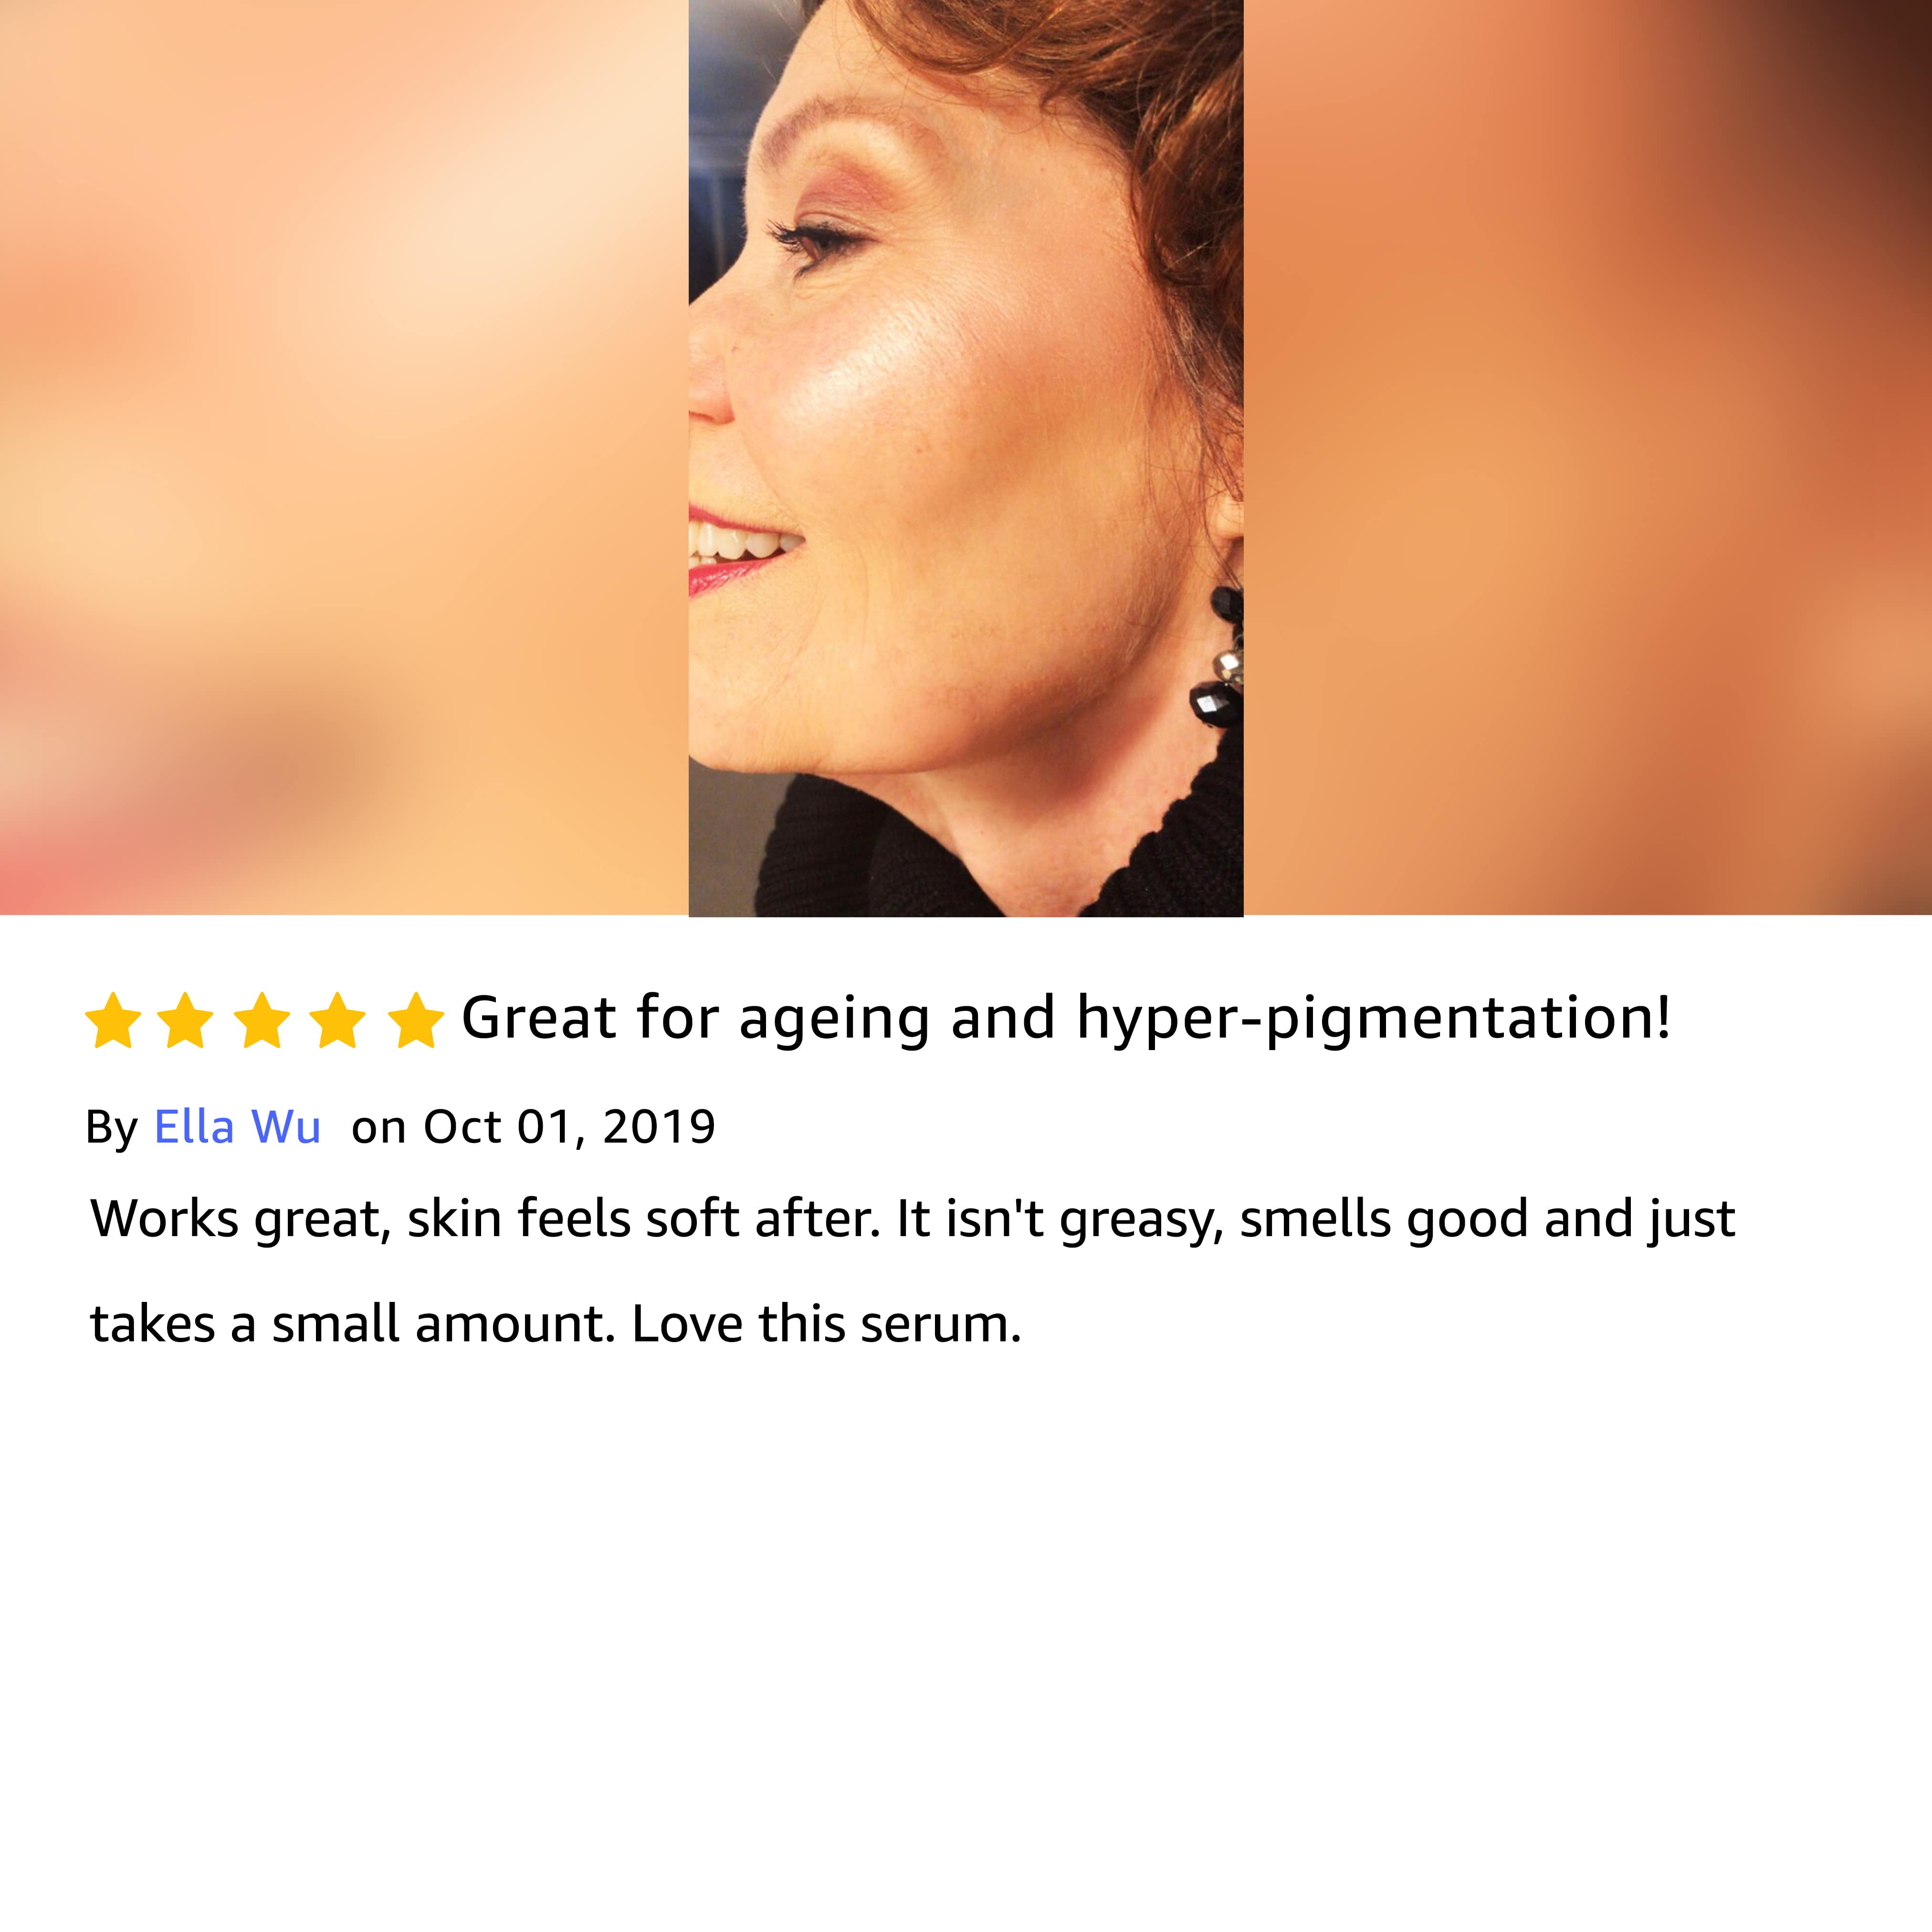 Great for ageing and hyper-pigmentation!
By Ella Wu on Oct 01, 2019
Works great, skin feels soft after. It isn't greasy, smells good and just
takes a small amount. Love this serum.